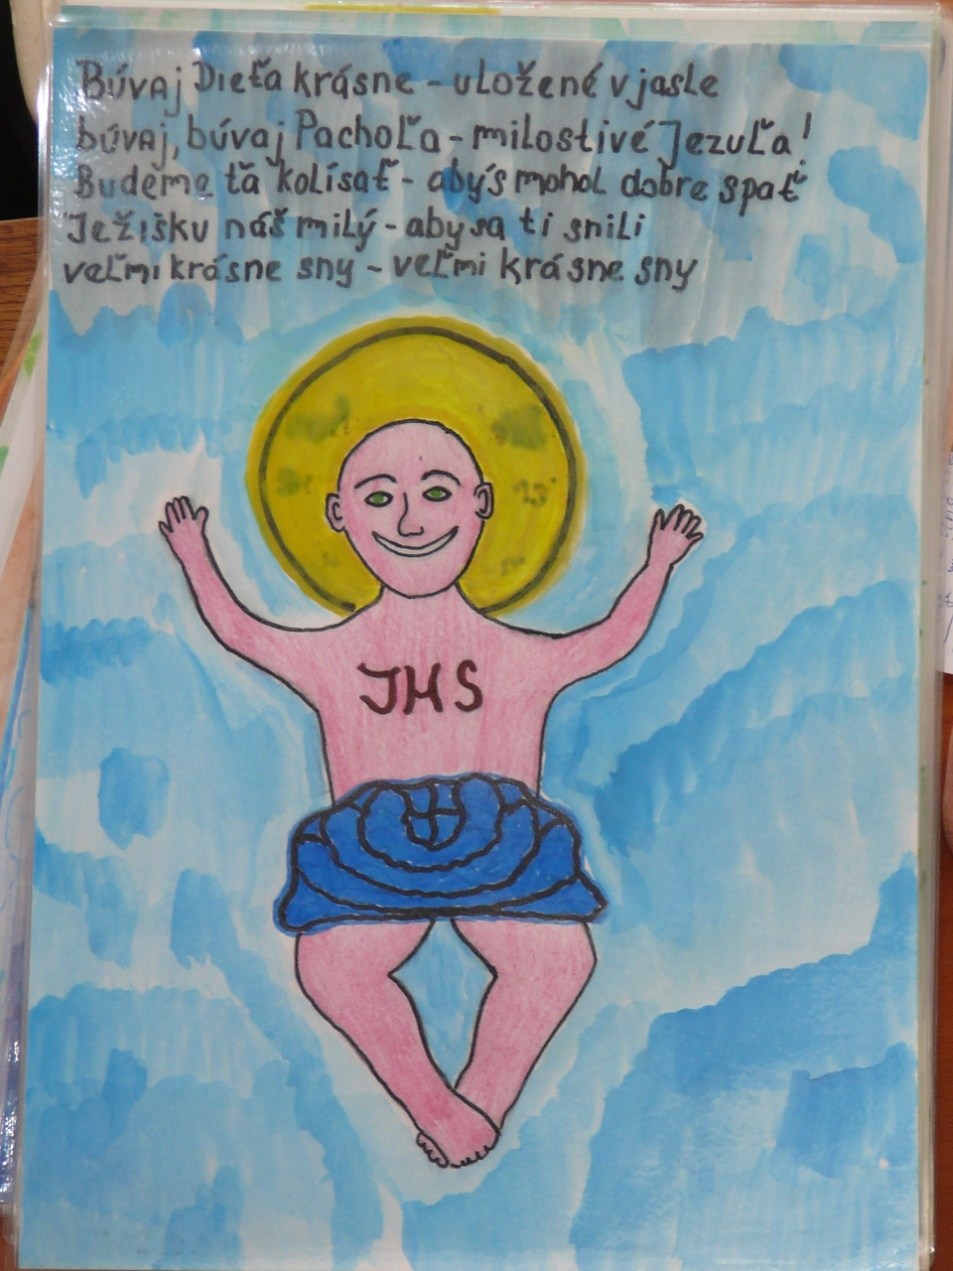 Búvaj Dieťa krásne - uložené v jasle
búvaj, búvaj Pachoľa - milostivé Jezuľa!
Budeme ťa kolísať - aby's mohol dobre spať
Ježišku náš milý - aby sa ti snili
veľmi krásne sny - veľmi krásne sny
JHS